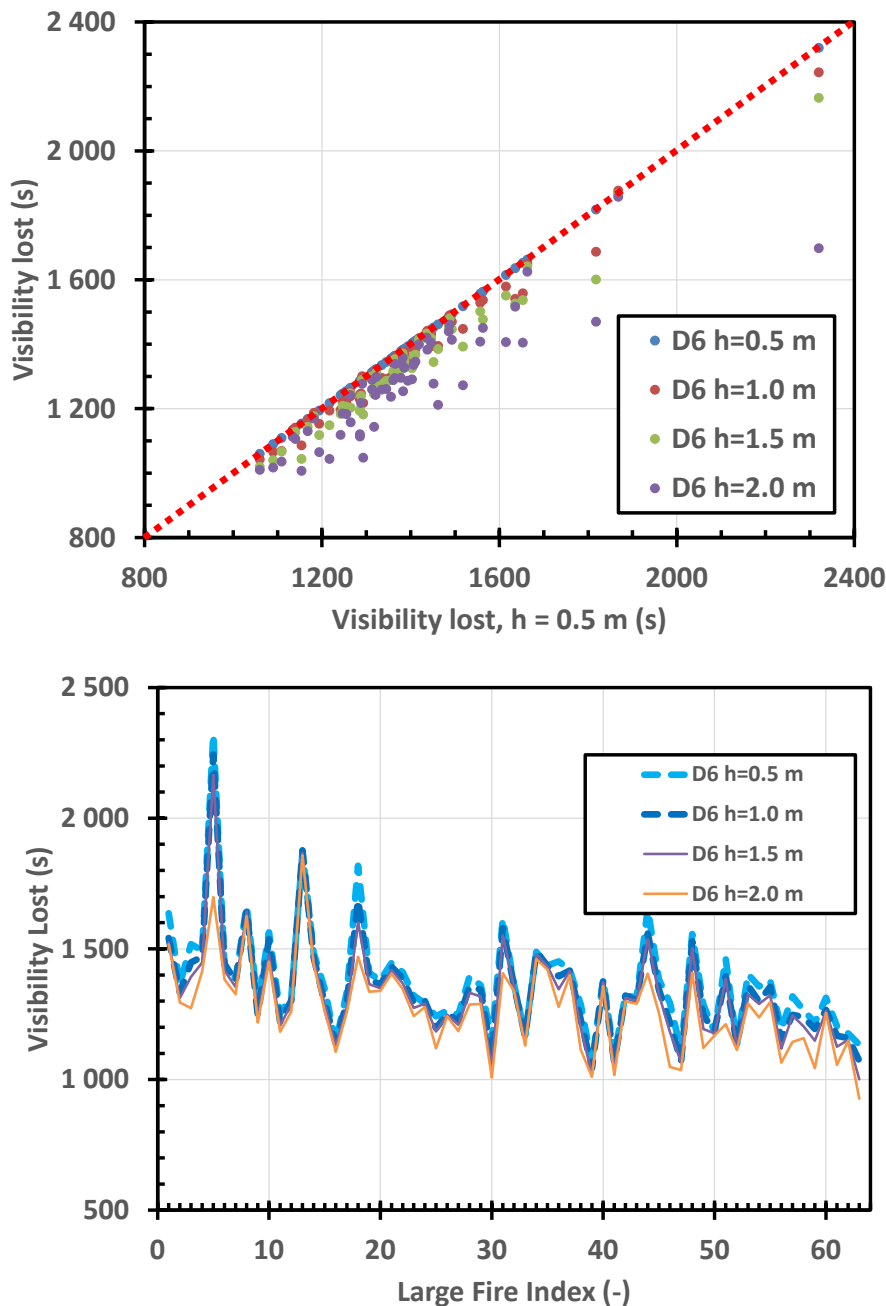 2 400
2 000
1 600
1 200
800
Visibility lost (s)
D6 h=0.5 m
D6 h=1.0 m
D6 h=1.5 m
D6 h=2.0 m
800 1200 1600 2000 2400
Visibility lost, h = 0.5 m (s)
2 500
2 000
1 500
1 000
500
Visibility Lost (s)
D6 h=0.5 m
D6 h=1.0 m
D6 h=1.5 m
D6 h=2.0 m
0 10 20 30 40 50 60
Large Fire Index (-)